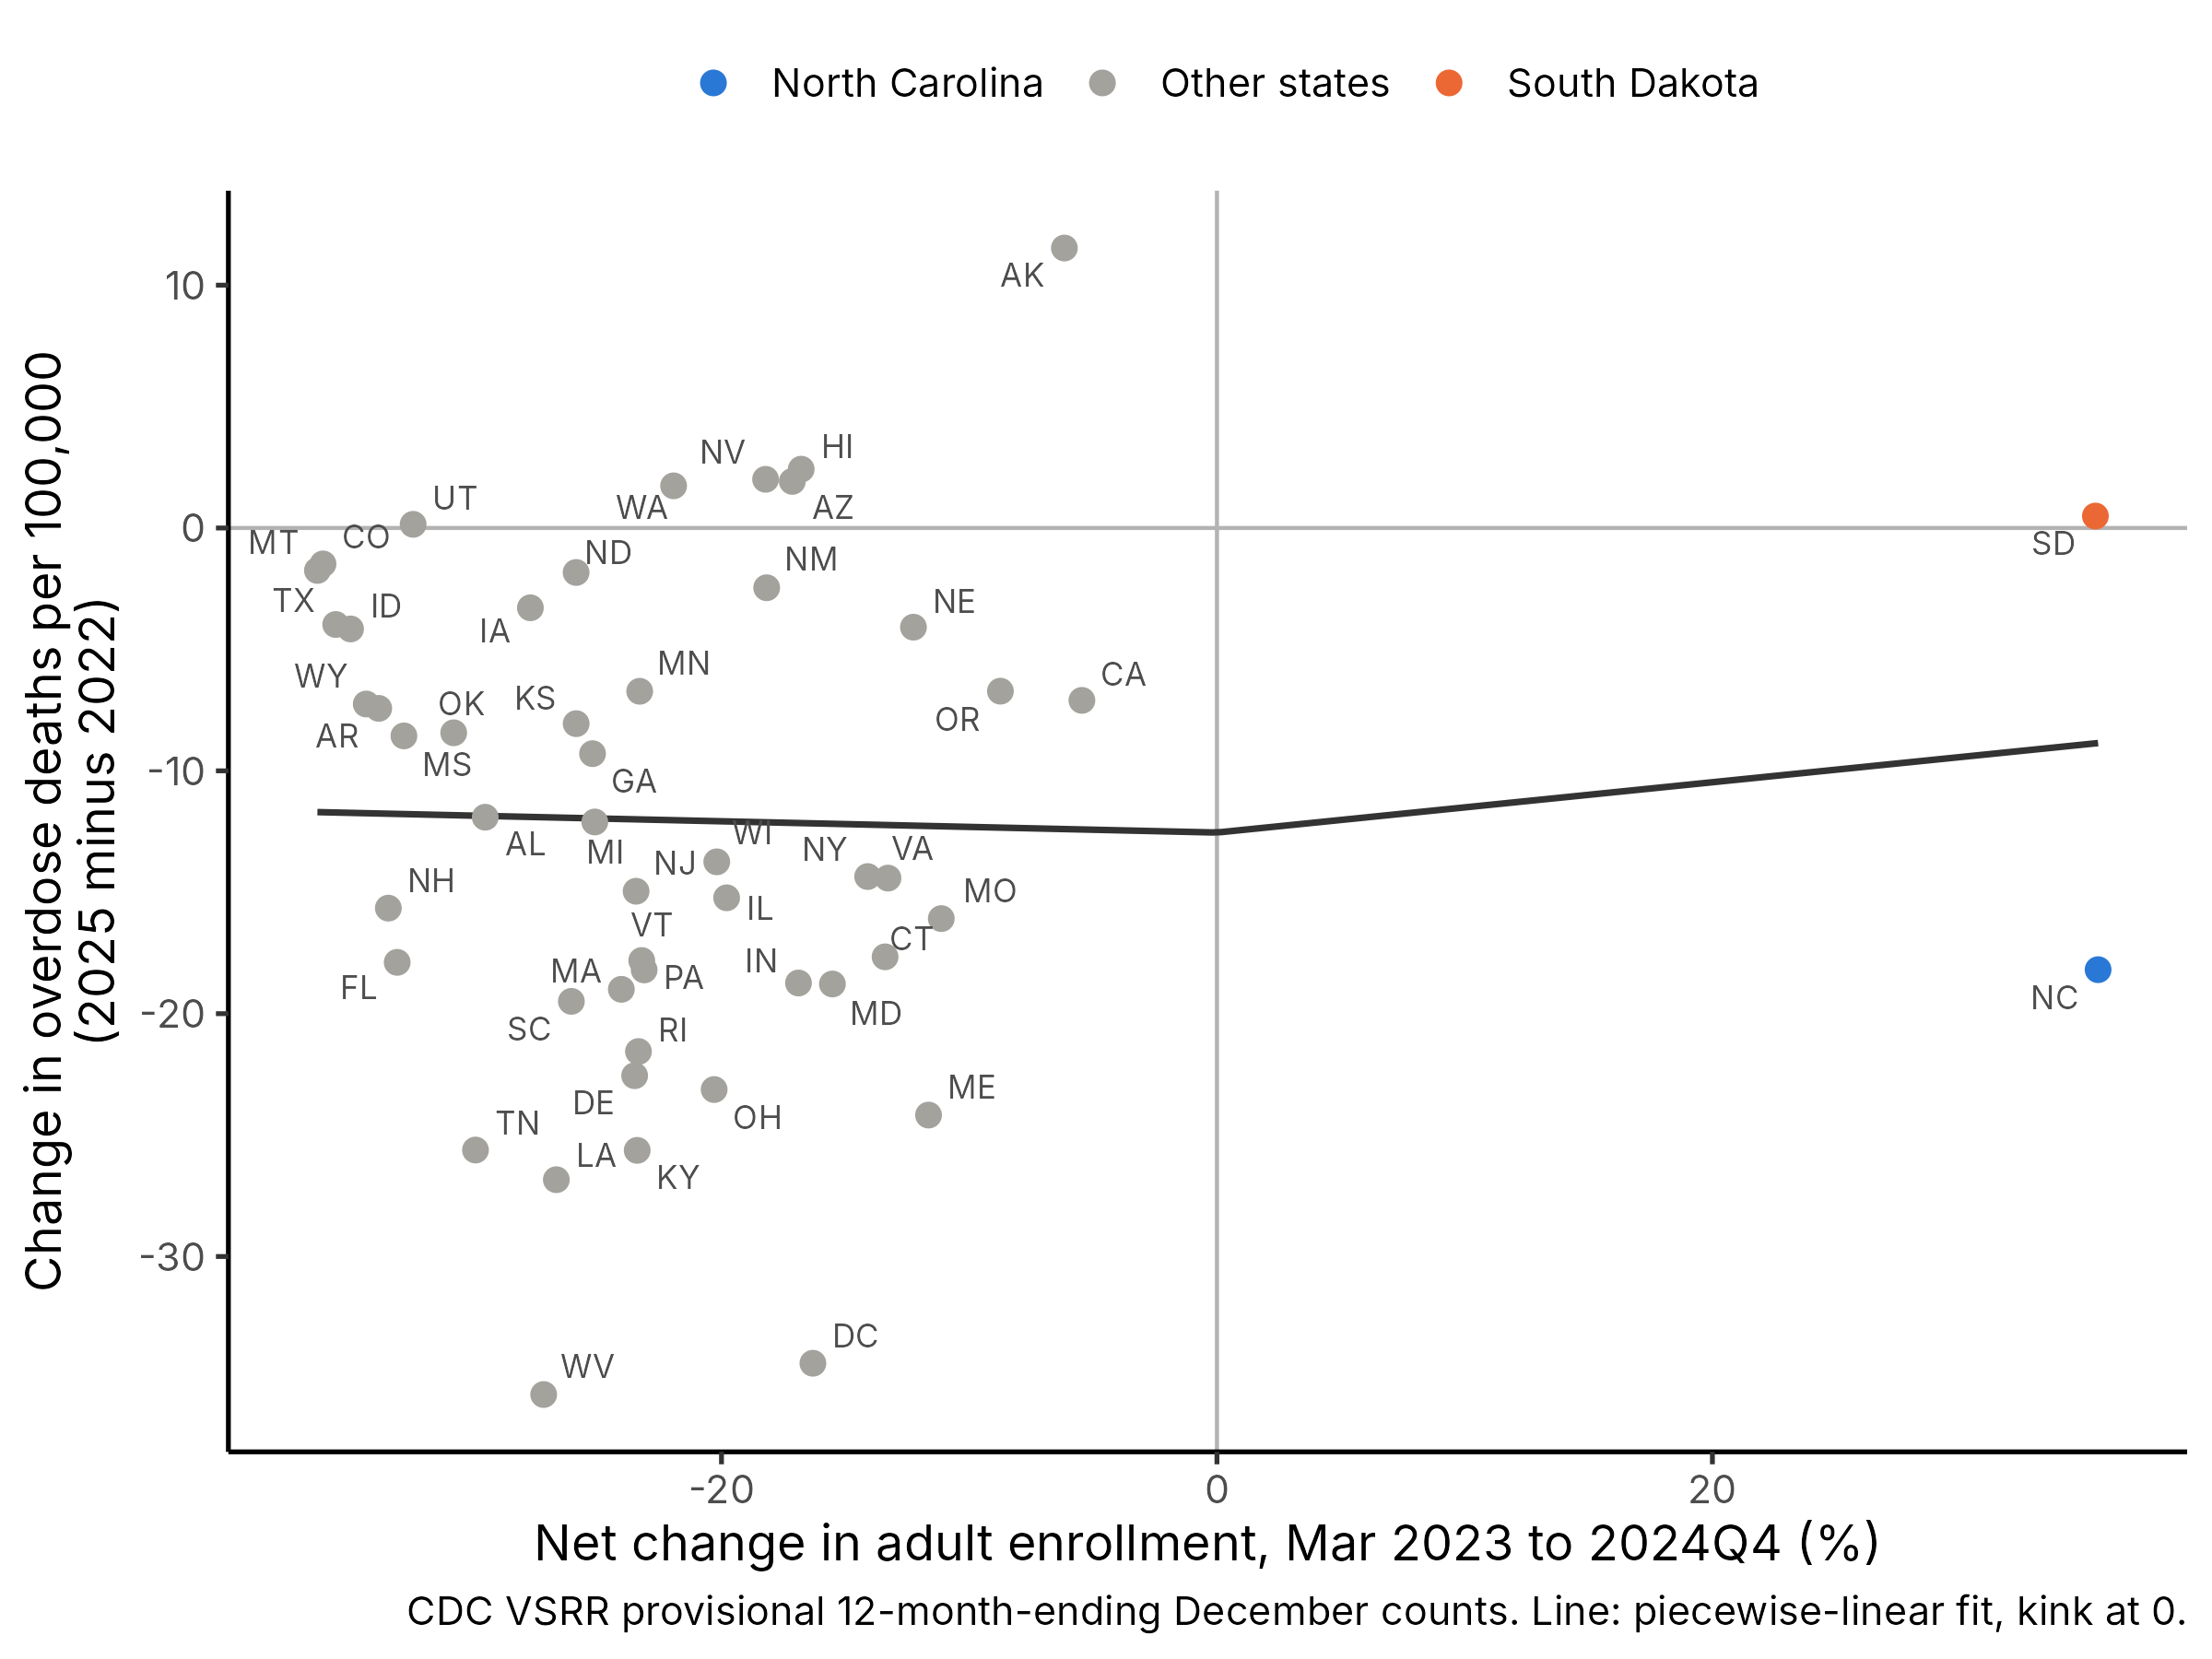 North Carolina
Other states
South Dakota
Change in overdose deaths per 100,000
(2025 minus 2022)
10
0
-10
-20
-30
AK
HI
NV
AZ
WA
UT
CO
MT
SD
ND
NM
TX
ID
IA
NE
MN
CA
WY
KS
OK
OR
AR
MS
GA
WI
AL
MI
NY
VA
NJ
NH
MO
IL
VT
CT
IN
MA
PA
FL
NC
MD
SC
RI
ME
DE
OH
TN
LA
KY
DC
WV
-20
0
20
Net change in adult enrollment, Mar 2023 to 2024Q4 (%)
CDC VSRR provisional 12-month-ending December counts. Line: piecewise-linear fit, kink at 0.